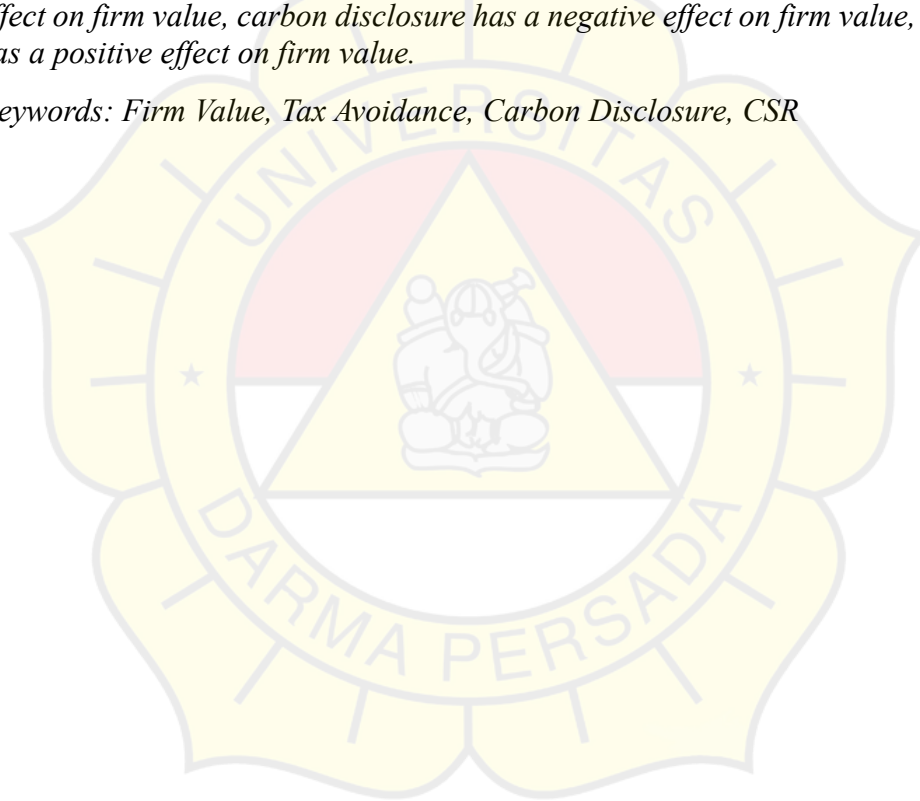 ffect on firm value, carbon disclosure has a negative effect on firm value,
as a positive effect on firm value.
eywords: Firm Value, Tax Avoidance, Carbon Disclosure, CSR
UNIVERSITAS
DARMA PERSADA